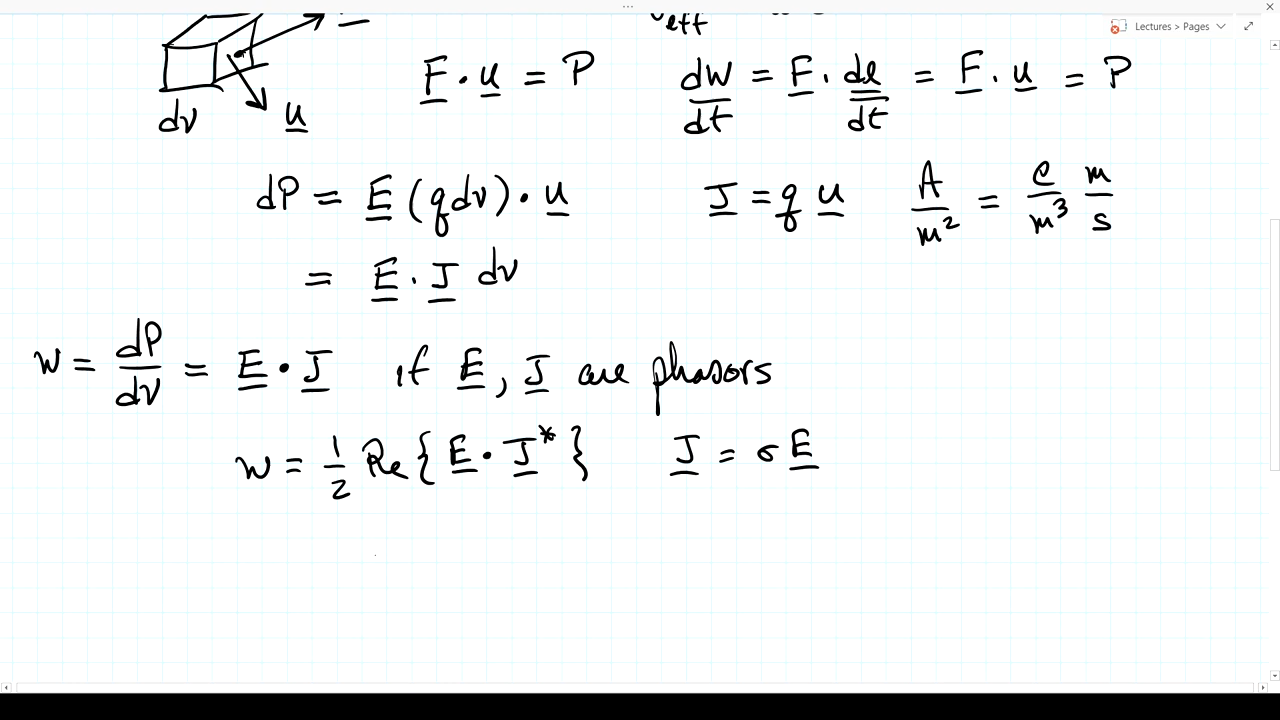 Lectures > Pages
eff
F · u = P    dW/dt = F · dl/dt = F · u = P
dv    u
dP = E (q dv) · u    J = q u    A/m² = C/m³ m/s
= E · J dv
w = dP/dv = E · J    if E, J are phasors
w = 1/2 Re{ E · J* }    J = σ E